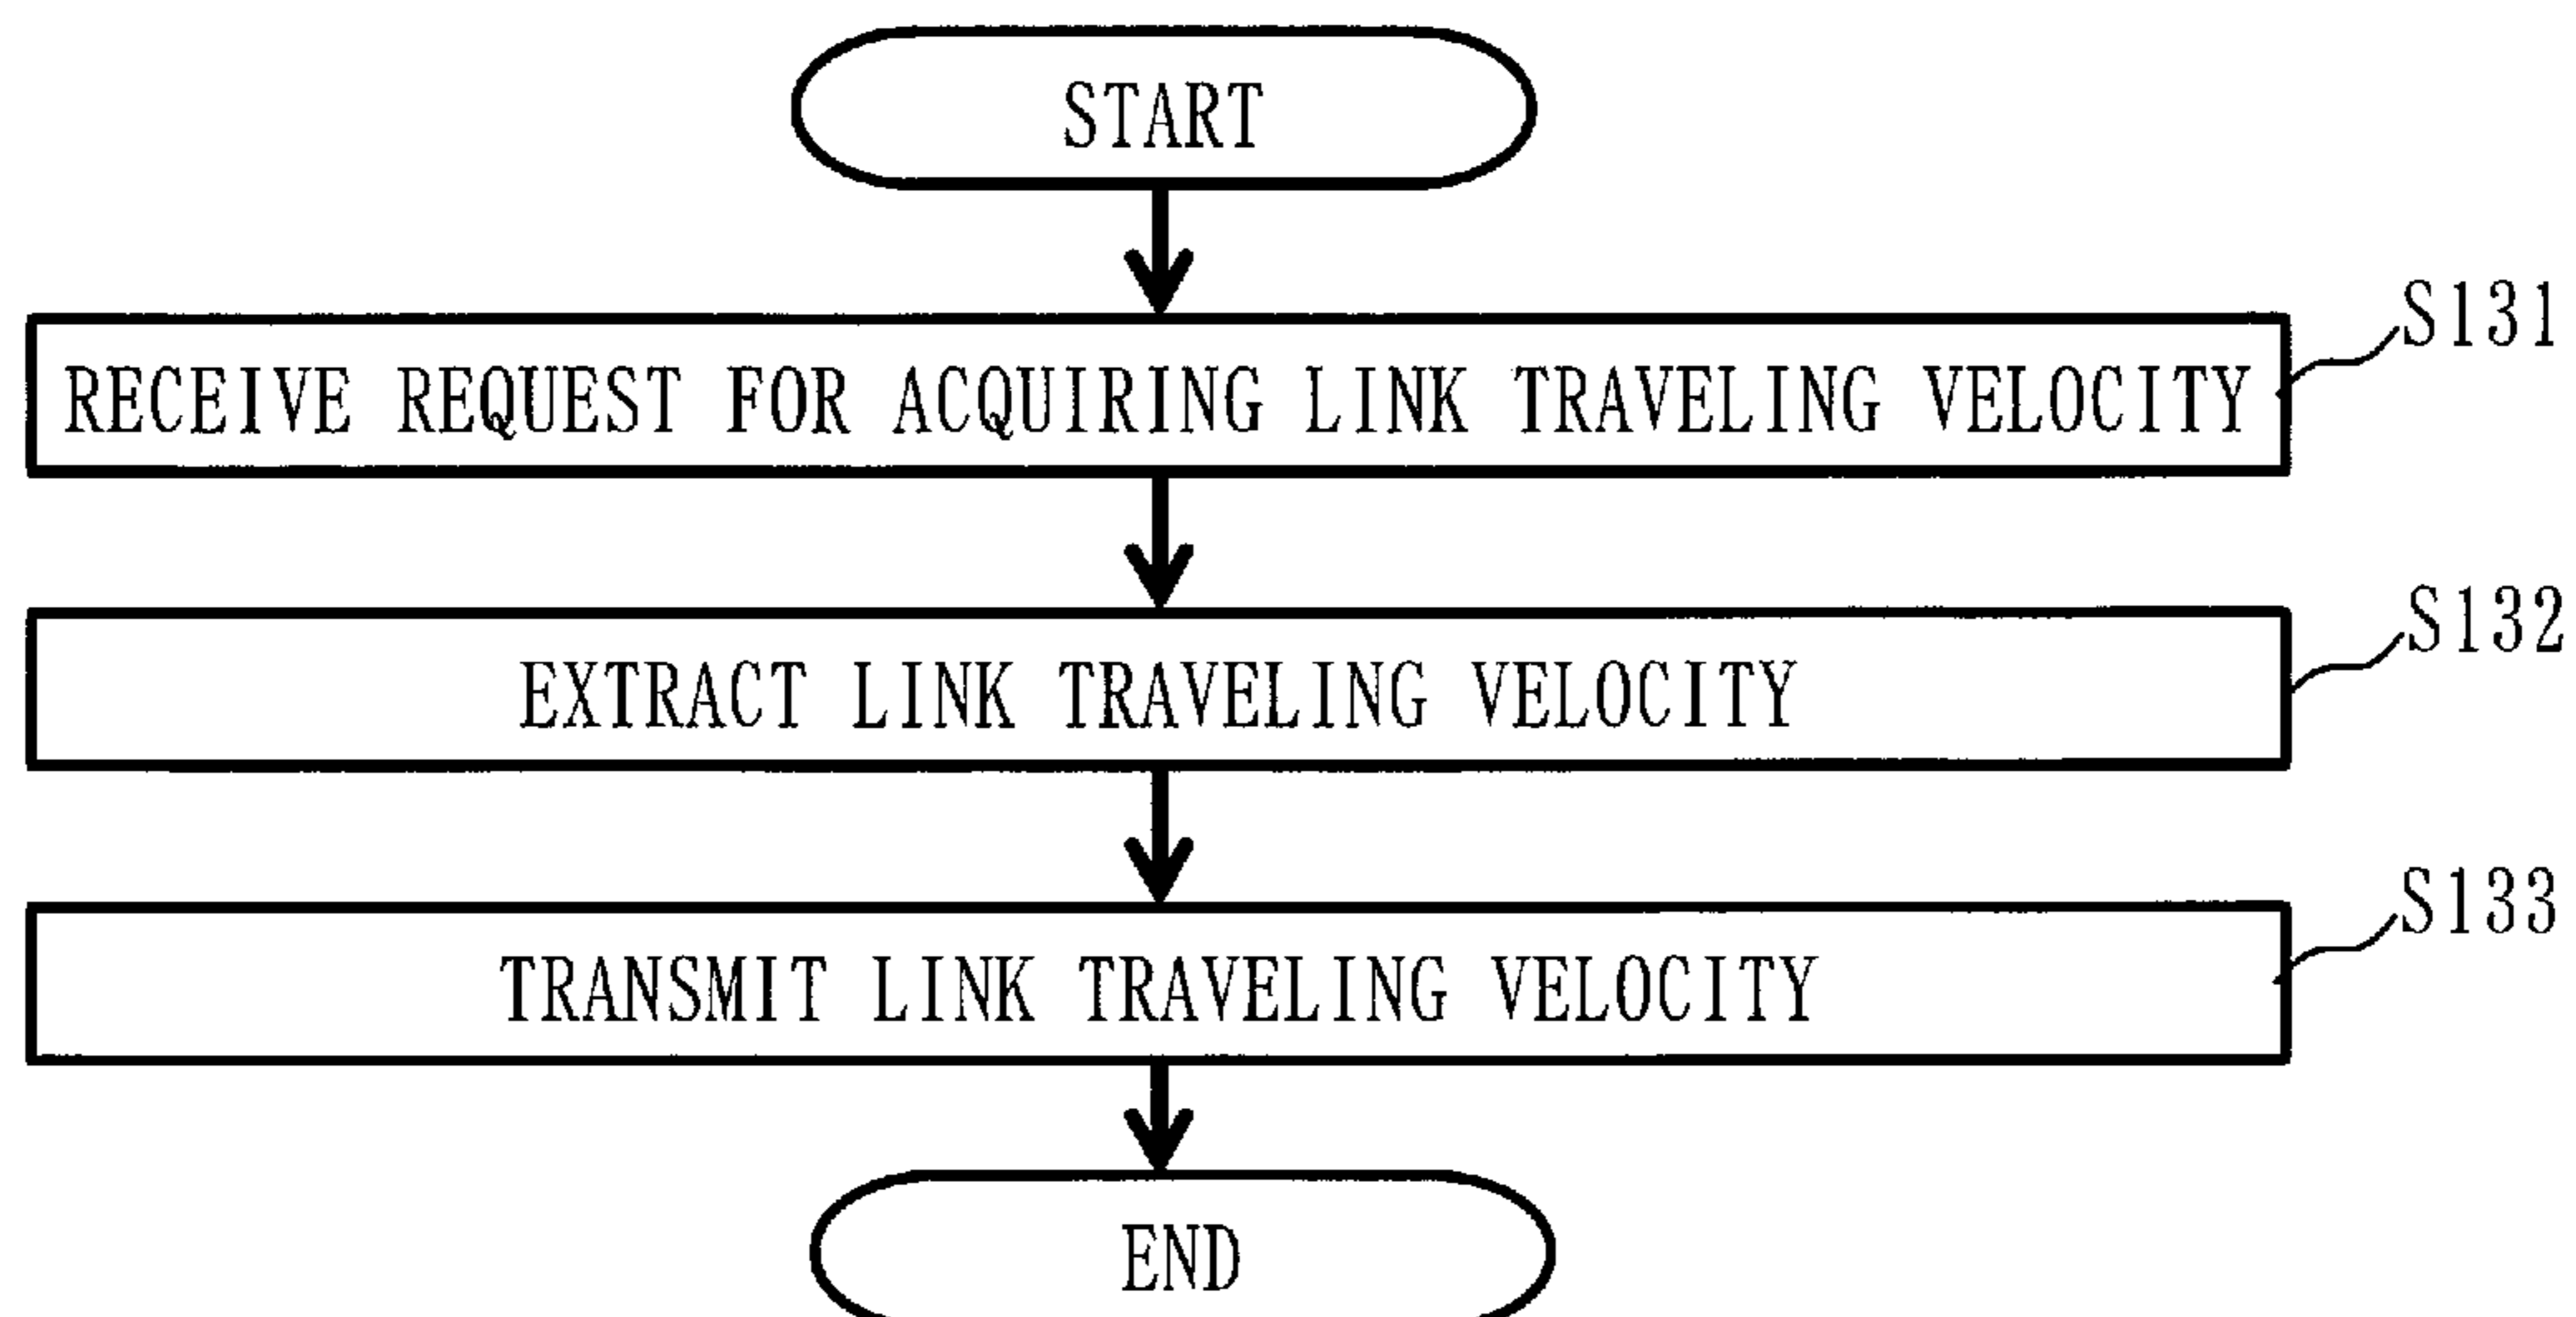 START
S131
RECEIVE REQUEST FOR ACQUIRING LINK TRAVELING VELOCITY
S132
EXTRACT LINK TRAVELING VELOCITY
S133
TRANSMIT LINK TRAVELING VELOCITY
END